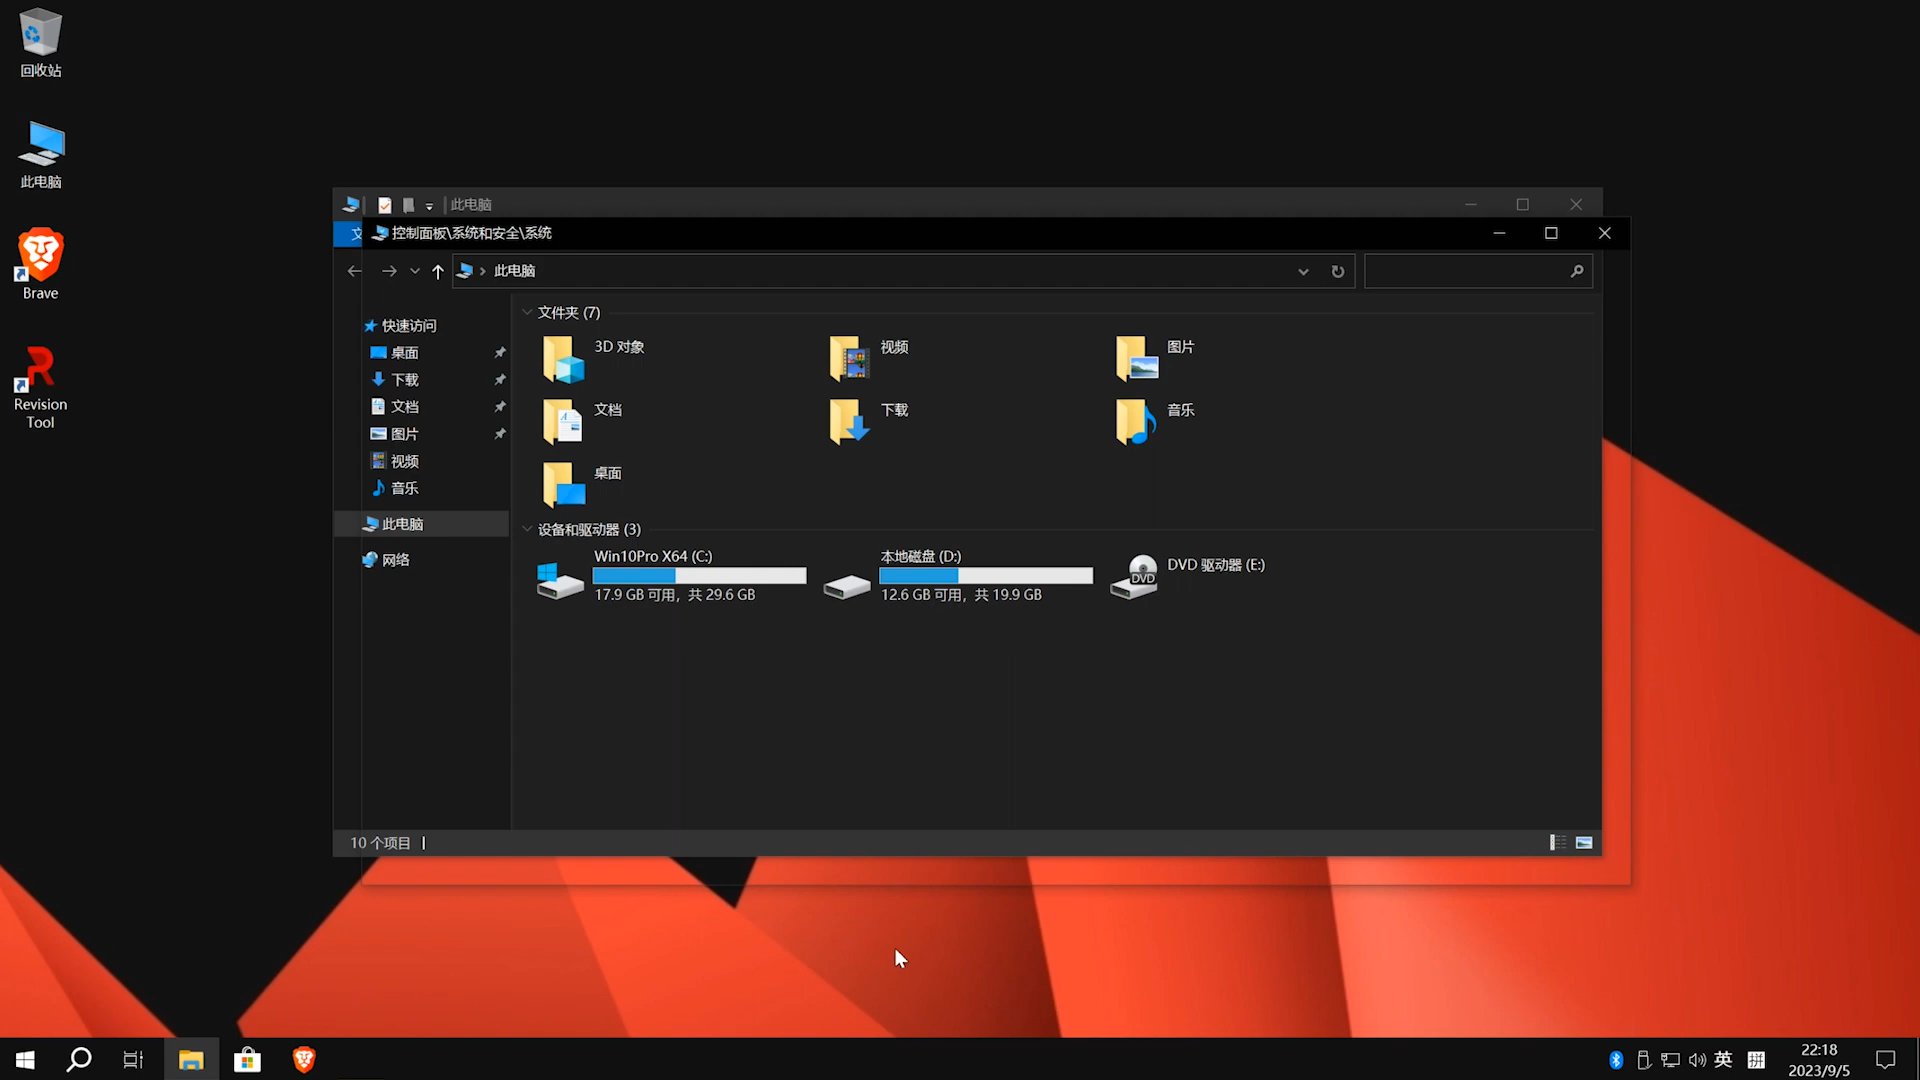 回收站
此电脑
Brave
Revision
Tool
此电脑
文
控制面板\系统和安全\系统
此电脑
快速访问
桌面
下载
文档
图片
视频
音乐
此电脑
网络
文件夹 (7)
3D 对象
视频
图片
文档
下载
音乐
桌面
设备和驱动器 (3)
Win10Pro X64 (C:)
17.9 GB 可用，共 29.6 GB
本地磁盘 (D:)
12.6 GB 可用，共 19.9 GB
DVD
DVD 驱动器 (E:)
10 个项目
英
拼
22:18
2023/9/5